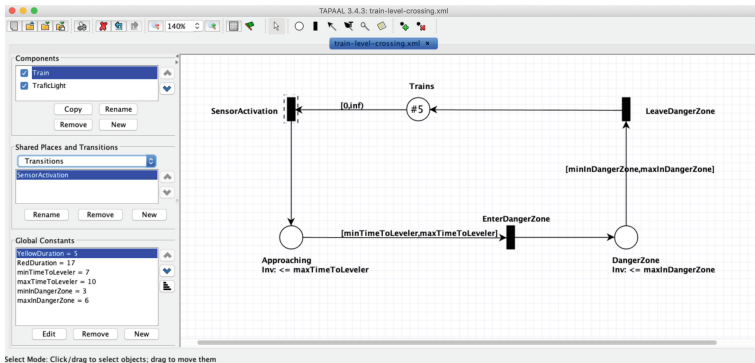 TAPAAL 3.4.3: train-level-crossing.xml
140%
train-level-crossing.xml
Components
Train
TraficLight
Copy Rename
Remove New
Shared Places and Transitions
Transitions
SensorActivation
Rename Remove New
Global Constants
YellowDuration = 5
RedDuration = 17
minTimeToLeveler = 7
maxTimeToLeveler = 10
minInDangerZone = 3
maxInDangerZone = 6
Edit Remove New
Trains
SensorActivation
[0,inf)
#5
LeaveDangerZone
[minInDangerZone,maxInDangerZone]
EnterDangerZone
[minTimeToLeveler,maxTimeToLeveler]
Approaching
Inv: <= maxTimeToLeveler
DangerZone
Inv: <= maxInDangerZone
Select Mode: Click/drag to select objects; drag to move them